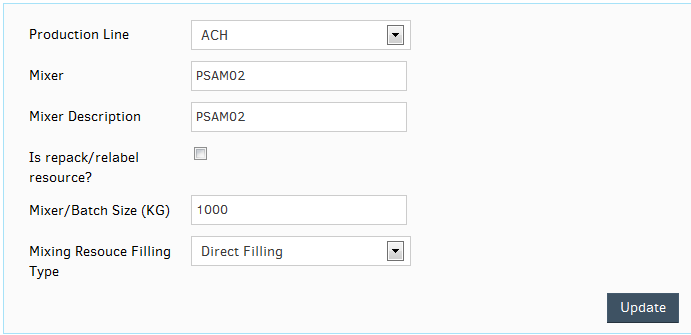 Production Line
ACH
Mixer
PSAM02
Mixer Description
PSAM02
Is repack/relabel
resource?
Mixer/Batch Size (KG)
1000
Mixing Resouce Filling
Type
Direct Filling
Update